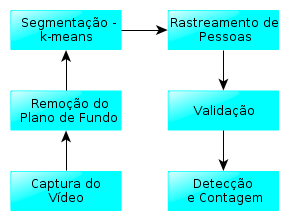 Segmentação -
k-means
Rastreamento de
Pessoas
Remoção do
Plano de Fundo
Validação
Captura do
Vídeo
Detecção
e Contagem